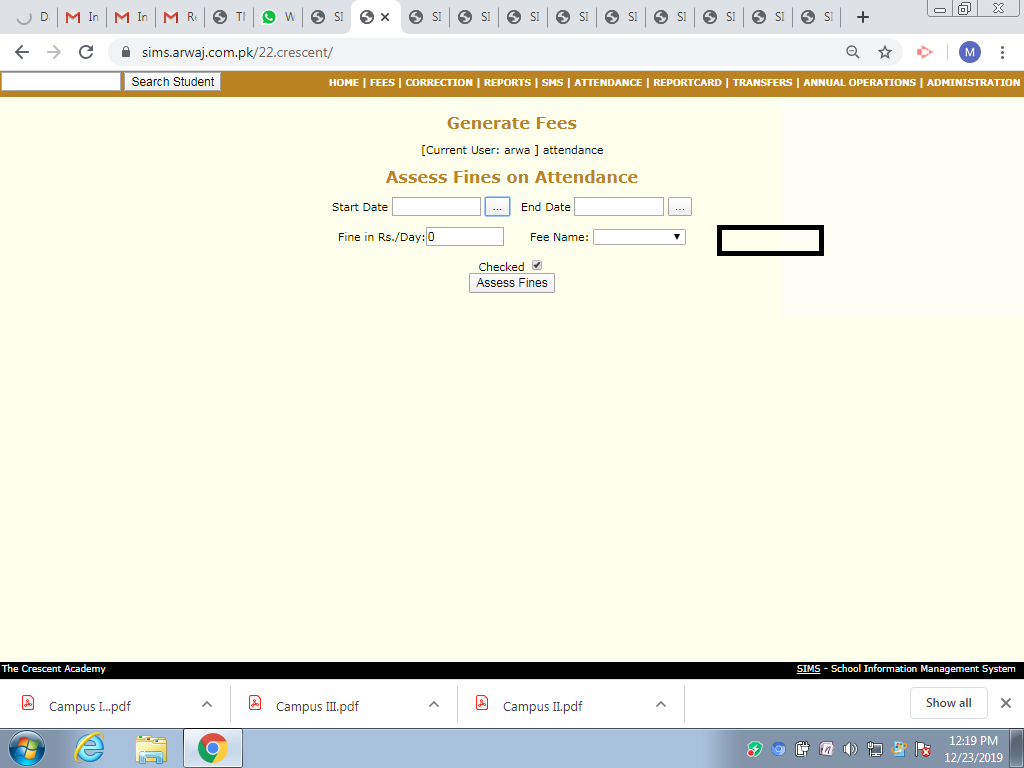 D
In
In
Re
Tl
W
SI
SI
SI
SI
SI
SI
SI
SI
SI
SI
sims.arwaj.com.pk/22.crescent/
M
Search Student
HOME | FEES | CORRECTION | REPORTS | SMS | ATTENDANCE | REPORTCARD | TRANSFERS | ANNUAL OPERATIONS | ADMINISTRATION
Generate Fees
[Current User: arwa ] attendance
Assess Fines on Attendance
Start Date ... End Date ...
Fine in Rs./Day: 0 Fee Name:
Checked
Assess Fines
The Crescent Academy
SIMS - School Information Management System
Campus I...pdf
Campus III.pdf
Campus II.pdf
Show all
12:19 PM
12/23/2019